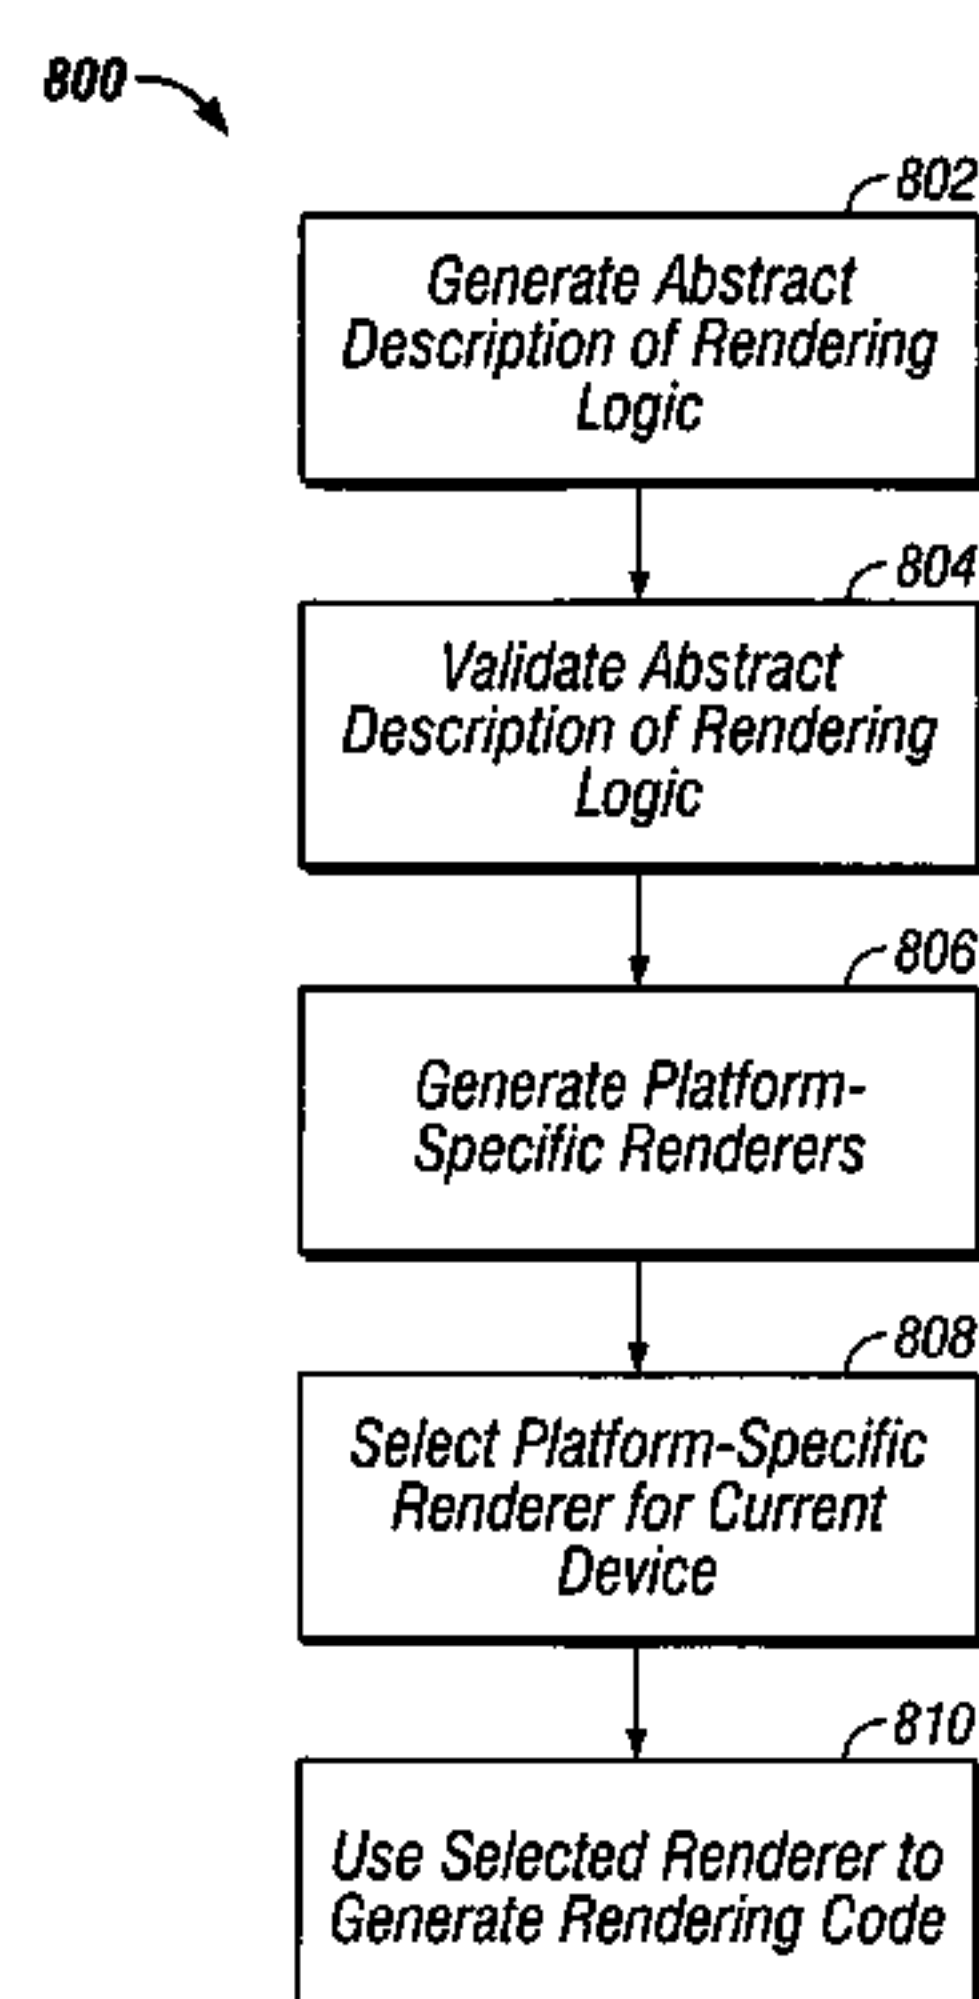 800
802
Generate Abstract
Description of Rendering
Logic
804
Validate Abstract
Description of Rendering
Logic
806
Generate Platform-
Specific Renderers
808
Select Platform-Specific
Renderer for Current
Device
810
Use Selected Renderer to
Generate Rendering Code